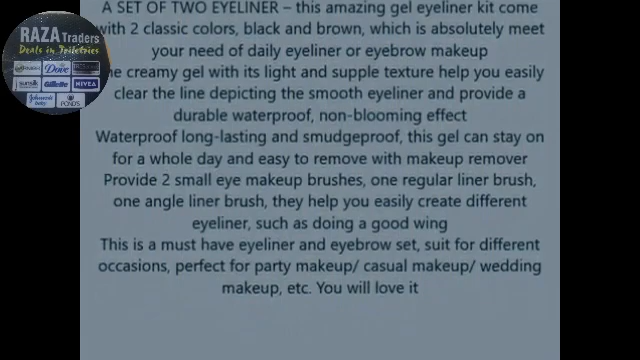 A SET OF TWO EYELINER – this amazing gel eyeliner kit come
with 2 classic colors, black and brown, which is absolutely meet
your need of daily eyeliner or eyebrow makeup
creamy gel with its light and supple texture help you easily
clear the line depicting the smooth eyeliner and provide a
durable waterproof, non-blooming effect
Waterproof long-lasting and smudgeproof, this gel can stay on
for a whole day and easy to remove with makeup remover
Provide 2 small eye makeup brushes, one regular liner brush,
one angle liner brush, they help you easily create different
eyeliner, such as doing a good wing
This is a must have eyeliner and eyebrow set, suit for different
occasions, perfect for party makeup/ casual makeup/ wedding
makeup, etc. You will love it
RAZA
Traders
Deals in Toiletries
Dove
Gillette
NIVEA
Johnson's
baby
POND'S